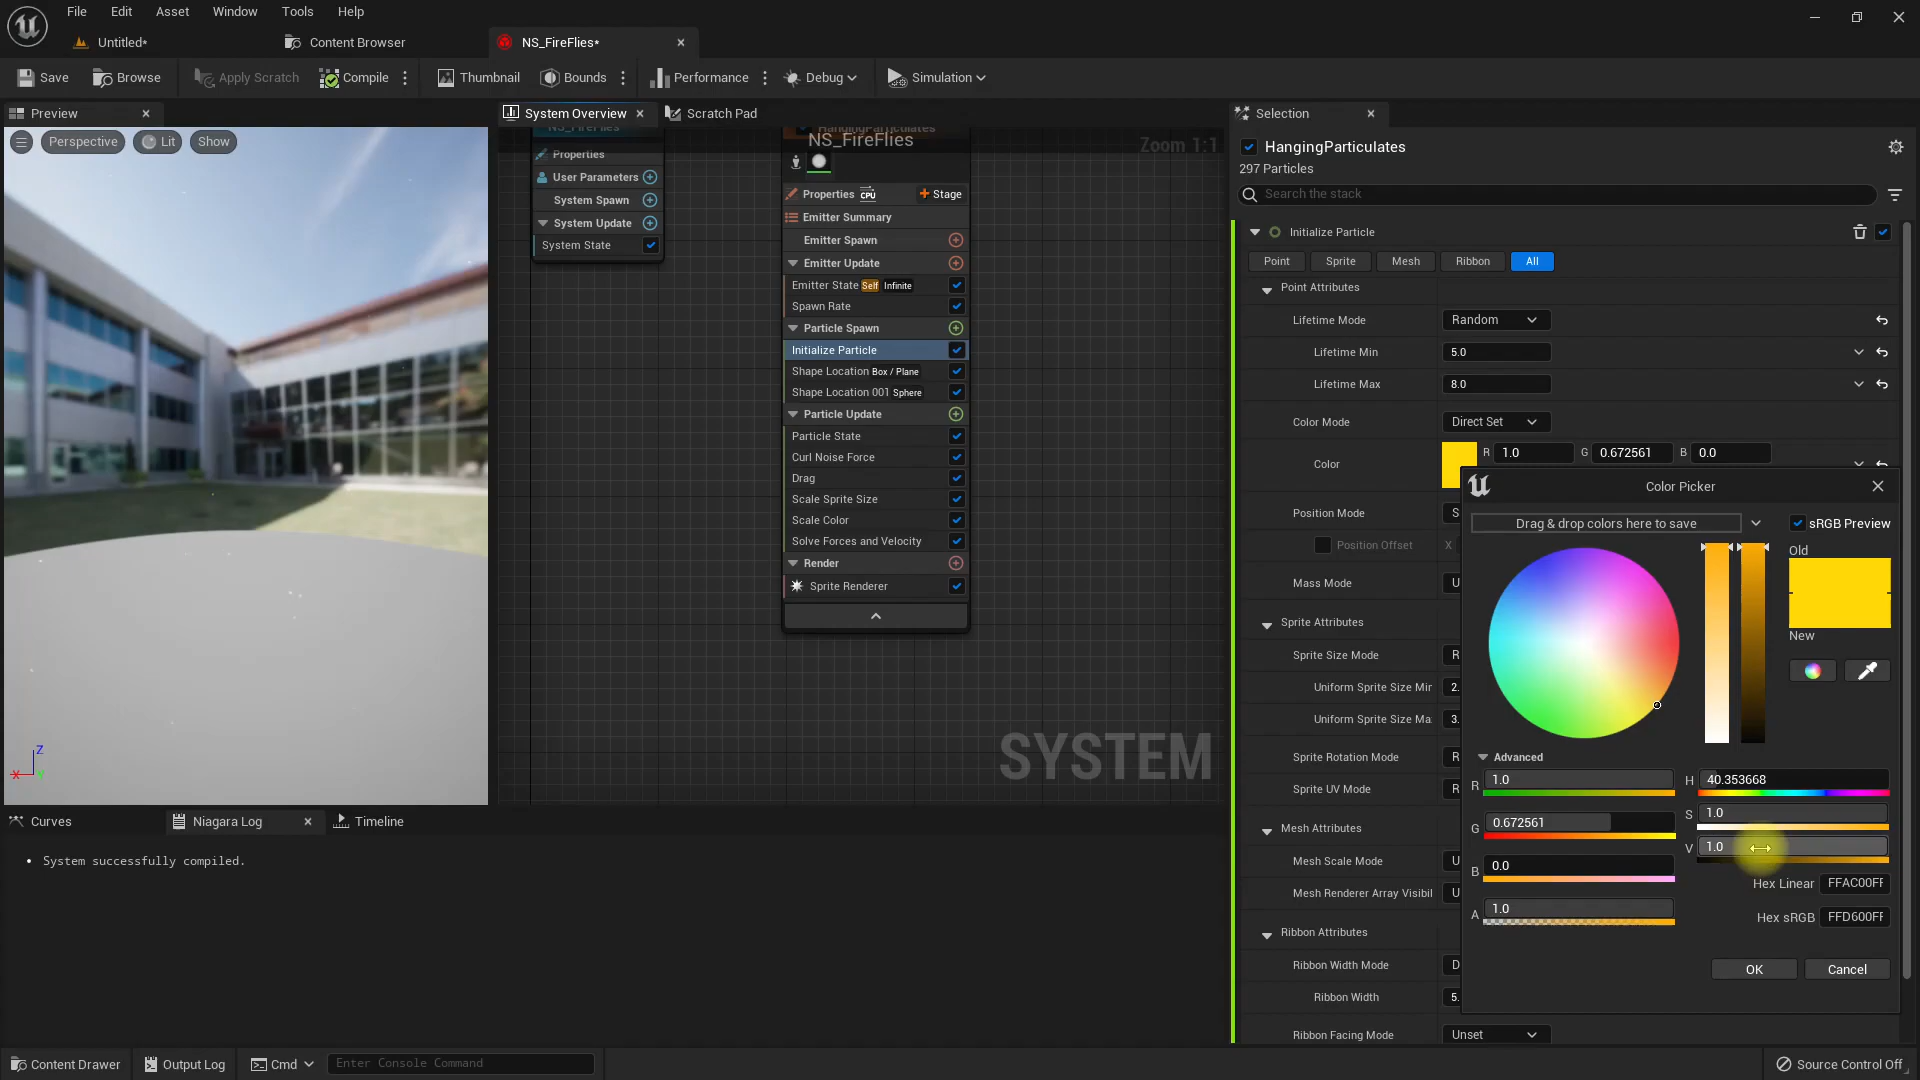 File Edit Asset Window Tools Help
Untitled* Content Browser NS_FireFlies*
Save Browse Apply Scratch Compile Thumbnail Bounds Performance Debug Simulation
Preview System Overview Scratch Pad Selection
Perspective Lit Show
NS_FireFlies HangingParticulates
NS_FireFlies
Zoom 1:1
Properties
User Parameters
System Spawn
System Update
System State
Properties CPU Stage
Emitter Summary
Emitter Spawn
Emitter Update
Emitter State Self Infinite
Spawn Rate
Particle Spawn
Initialize Particle
Shape Location Box / Plane
Shape Location 001 Sphere
Particle Update
Particle State
Curl Noise Force
Drag
Scale Sprite Size
Scale Color
Solve Forces and Velocity
Render
Sprite Renderer
SYSTEM
Z
X Y
HangingParticulates
297 Particles
Search the stack
Initialize Particle
Point Sprite Mesh Ribbon All
Point Attributes
Lifetime Mode Random
Lifetime Min 5.0
Lifetime Max 8.0
Color Mode Direct Set
Color R 1.0 G 0.672561 B 0.0
Position Mode S
Position Offset X
Mass Mode U
Sprite Attributes
Sprite Size Mode R
Uniform Sprite Size Mir 2.
Uniform Sprite Size Ma 3.
Sprite Rotation Mode R
Sprite UV Mode R
Mesh Attributes
Mesh Scale Mode U
Mesh Renderer Array Visibil U
Ribbon Attributes
Ribbon Width Mode D
Ribbon Width 5.
Ribbon Facing Mode Unset
Color Picker
Drag & drop colors here to save sRGB Preview
Old
New
Advanced
R 1.0 H 40.353668
G 0.672561 S 1.0
B 0.0 V 1.0
A 1.0
Hex Linear FFAC00FF
Hex sRGB FFD600FF
OK Cancel
Curves Niagara Log Timeline
• System successfully compiled.
Content Drawer Output Log Cmd Enter Console Command Source Control Off